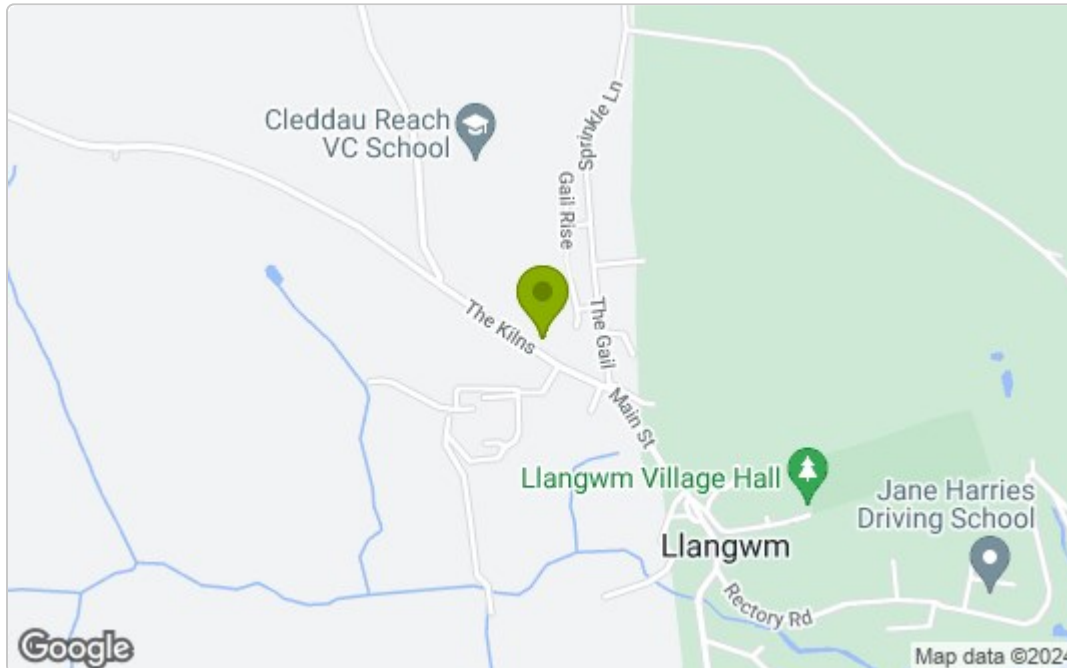 Cleddau Reach
VC School
Sprinkle Ln
Gail Rise
The Kilns
The Gail
Main St
Llangwm Village Hall
Jane Harries
Driving School
Llangwm
Rectory Rd
Google
Map data ©2024